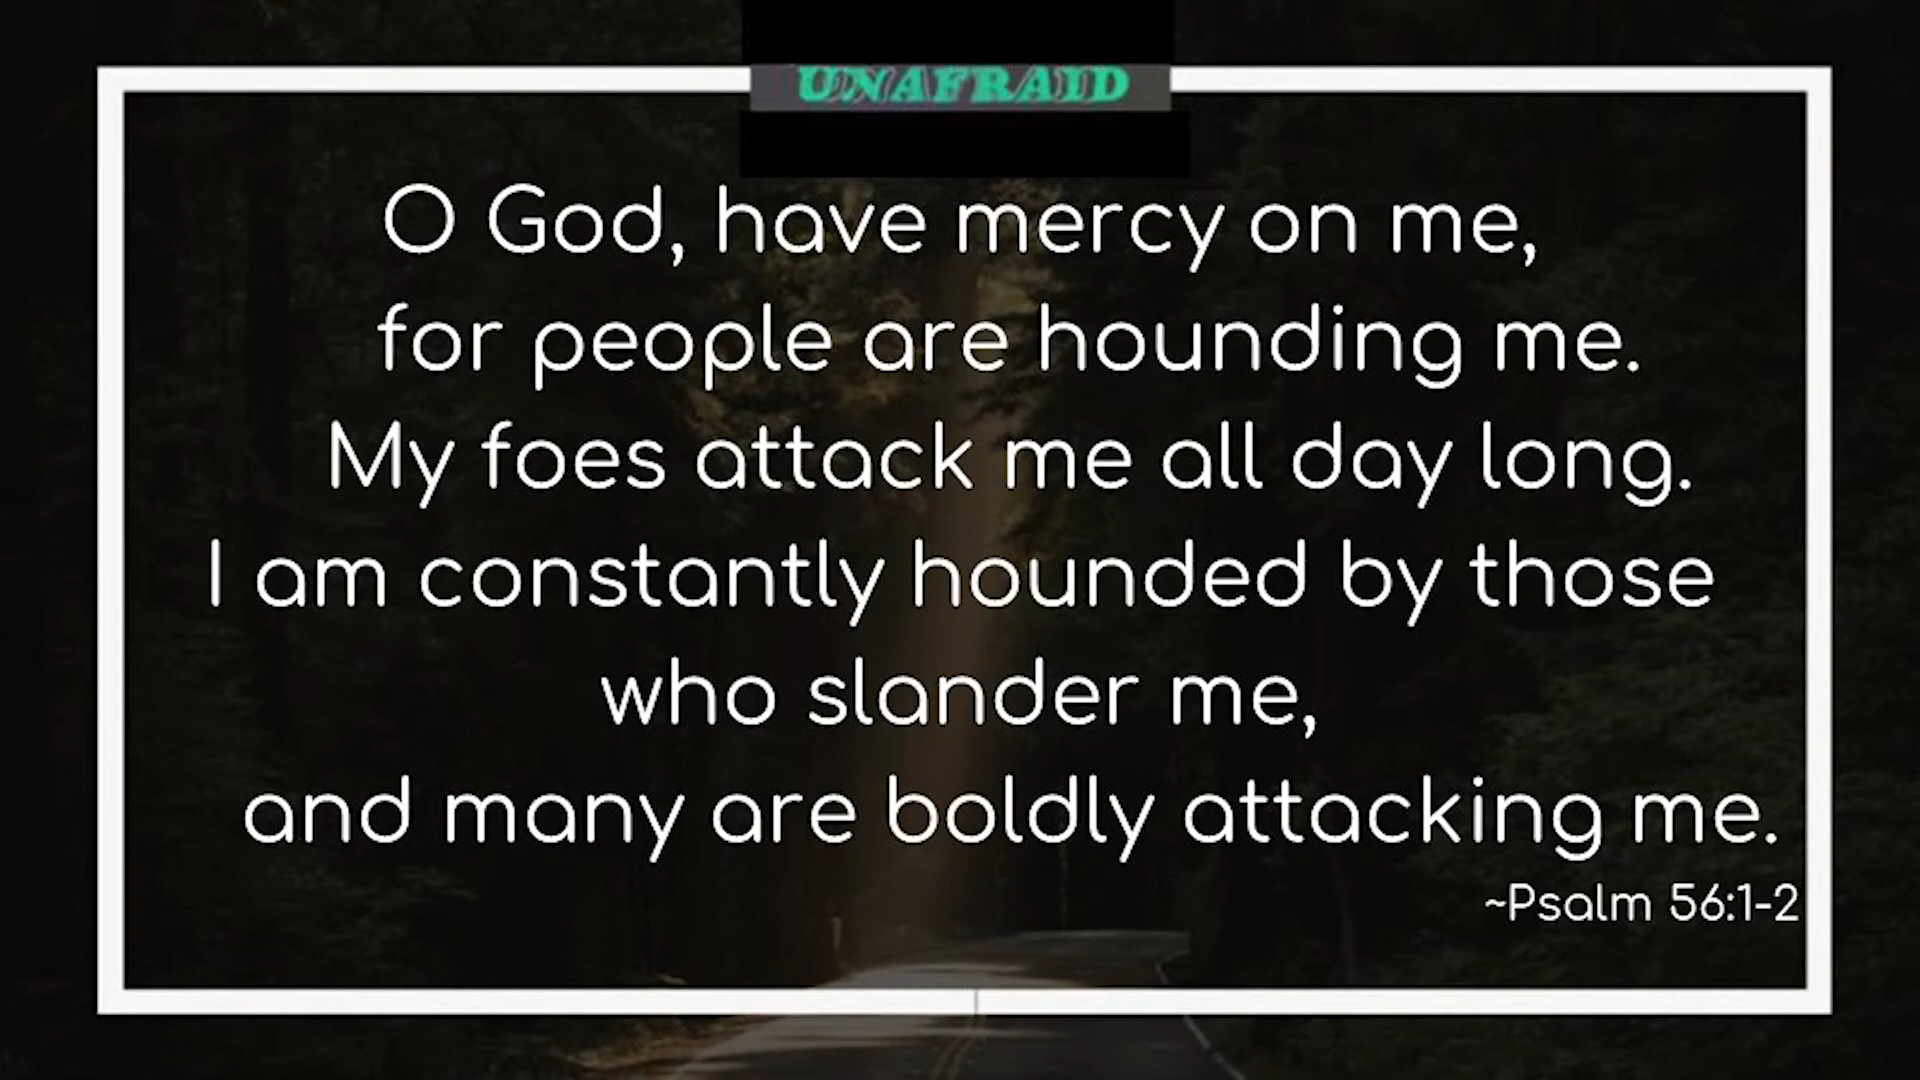 UNAFRAID
O God, have mercy on me,
for people are hounding me.
My foes attack me all day long.
I am constantly hounded by those
who slander me,
and many are boldly attacking me.
~Psalm 56:1-2